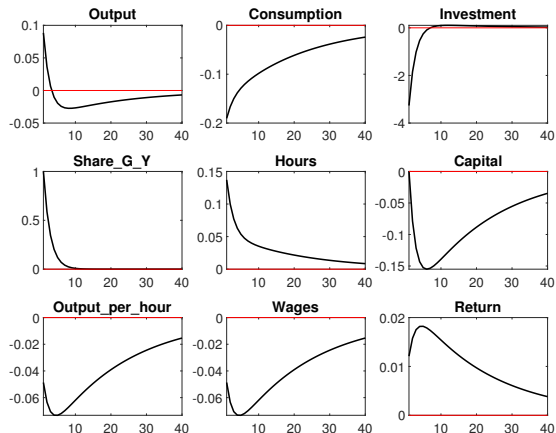 Output
Consumption
Investment
0.1
0.05
0
-0.05
10 20 30 40
0
-0.1
-0.2
10 20 30 40
0
-2
-4
10 20 30 40
Share_G_Y
Hours
Capital
1
0.5
0
10 20 30 40
0.15
0.1
0.05
0
10 20 30 40
0
-0.05
-0.1
-0.15
10 20 30 40
Output_per_hour
Wages
Return
0
-0.02
-0.04
-0.06
10 20 30 40
0
-0.02
-0.04
-0.06
10 20 30 40
0.02
0.01
0
10 20 30 40